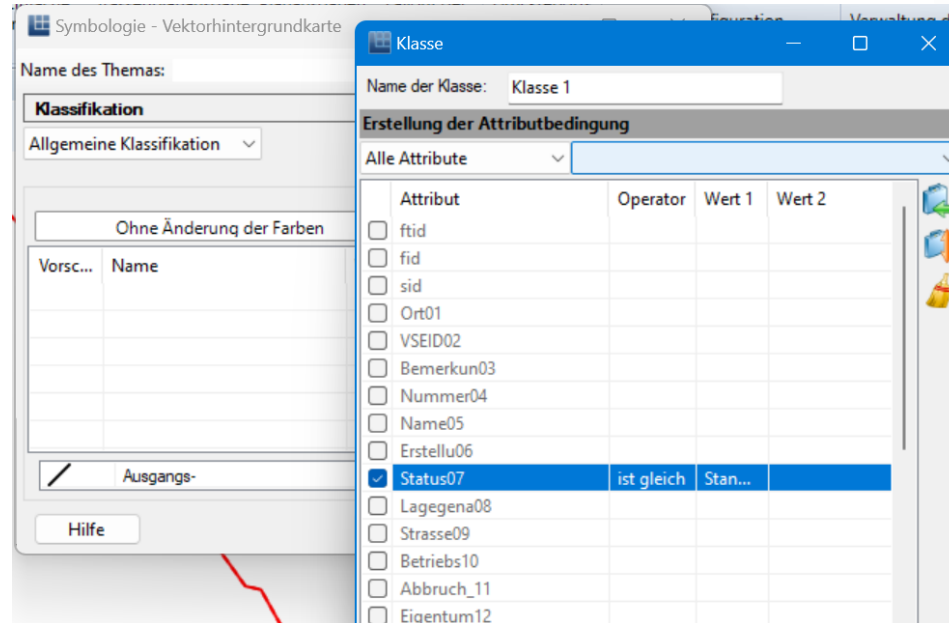 Symbologie - Vektorhintergrundkarte
Name des Themas:
Klassifikation
Allgemeine Klassifikation
Ohne Änderung der Farben
Vorsc... Name
Ausgangs-
Hilfe
Klasse
Name der Klasse: Klasse 1
Erstellung der Attributbedingung
Alle Attribute
Attribut Operator Wert 1 Wert 2
ftid
fid
sid
Ort01
VSEID02
Bemerkun03
Nummer04
Name05
Erstellu06
Status07 ist gleich Stan...
Lagegena08
Strasse09
Betriebs10
Abbruch_11
Eigentum12